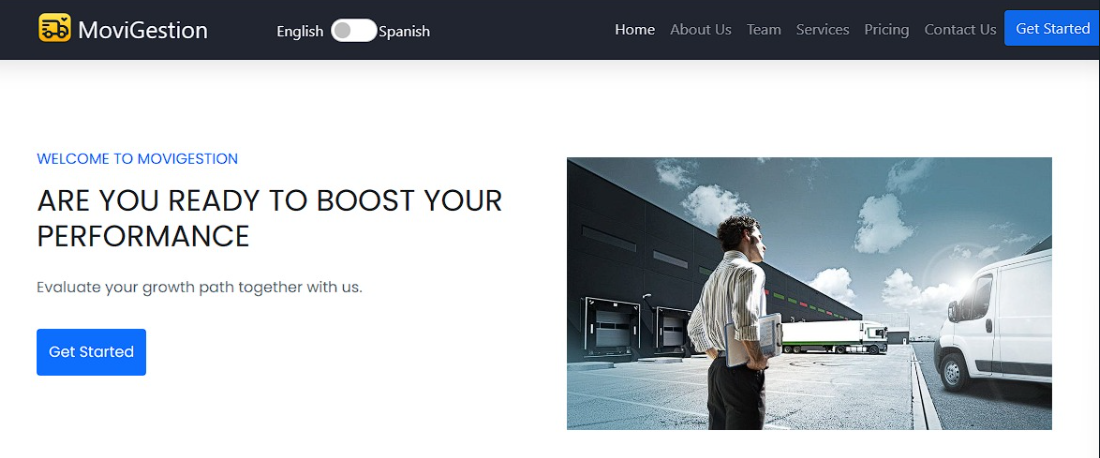 MoviGestion
English Spanish
Home About Us Team Services Pricing Contact Us Get Started
WELCOME TO MOVIGESTION
ARE YOU READY TO BOOST YOUR
PERFORMANCE
Evaluate your growth path together with us.
Get Started